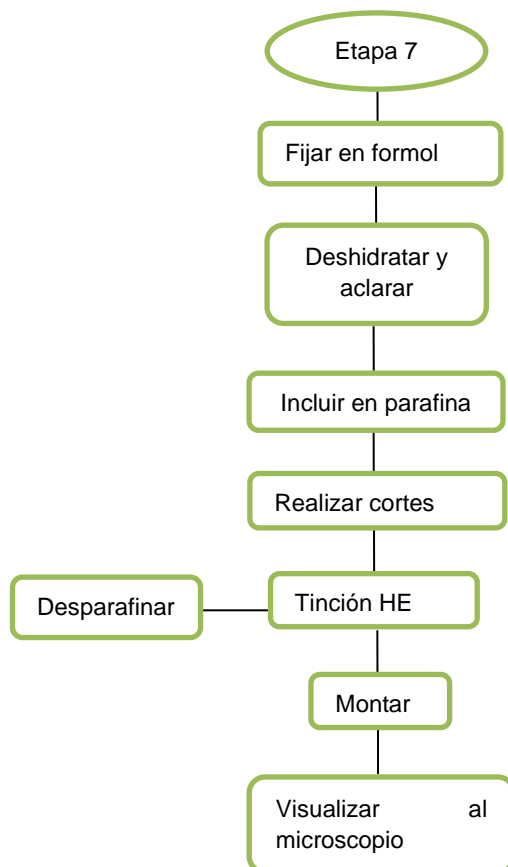 Etapa 7
Fijar en formol
Deshidratar y
aclarar
Incluir en parafina
Realizar cortes
Desparafinar
Tinción HE
Montar
Visualizar al
microscopio